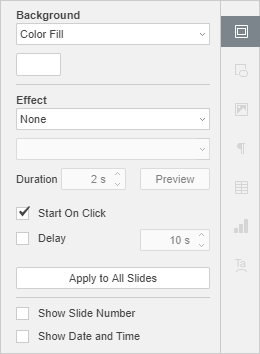 Background
Color Fill
Effect
None
Duration 2 s Preview
Start On Click
Delay 10 s
Apply to All Slides
Show Slide Number
Show Date and Time
Ta